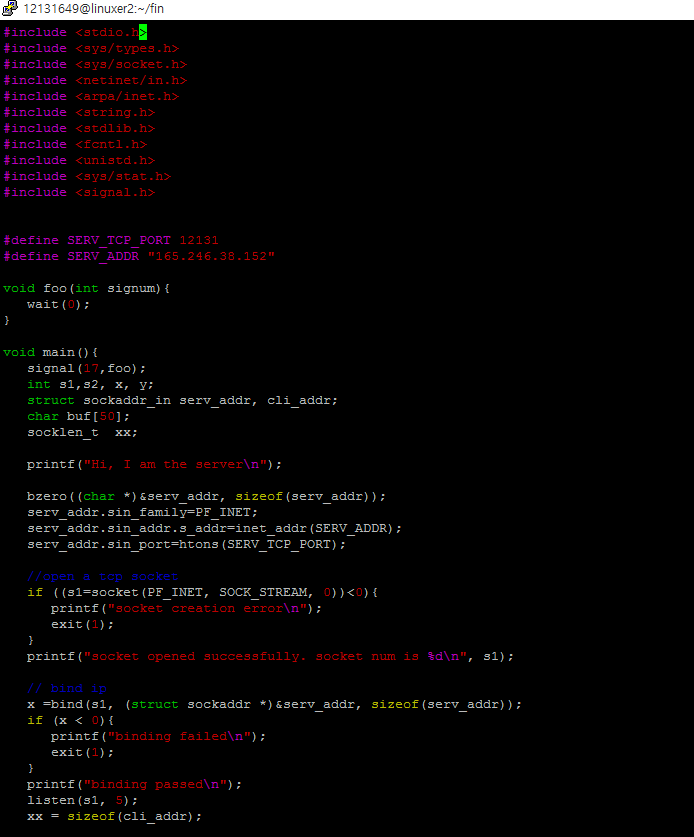 12131649@linuxer2:~/fin
#include <stdio.h>
#include <sys/types.h>
#include <sys/socket.h>
#include <netinet/in.h>
#include <arpa/inet.h>
#include <string.h>
#include <stdlib.h>
#include <fcntl.h>
#include <unistd.h>
#include <sys/stat.h>
#include <signal.h>
#define SERV_TCP_PORT 12131
#define SERV_ADDR "165.246.38.152"
void foo(int signum){
   wait(0);
}
void main(){
   signal(17,foo);
   int s1,s2, x, y;
   struct sockaddr_in serv_addr, cli_addr;
   char buf[50];
   socklen_t  xx;
   printf("Hi, I am the server\n");
   bzero((char *)&serv_addr, sizeof(serv_addr));
   serv_addr.sin_family=PF_INET;
   serv_addr.sin_addr.s_addr=inet_addr(SERV_ADDR);
   serv_addr.sin_port=htons(SERV_TCP_PORT);
   //open a tcp socket
   if ((s1=socket(PF_INET, SOCK_STREAM, 0))<0){
      printf("socket creation error\n");
      exit(1);
   }
   printf("socket opened successfully. socket num is %d\n", s1);
   // bind ip
   x =bind(s1, (struct sockaddr *)&serv_addr, sizeof(serv_addr));
   if (x < 0){
      printf("binding failed\n");
      exit(1);
   }
   printf("binding passed\n");
   listen(s1, 5);
   xx = sizeof(cli_addr);